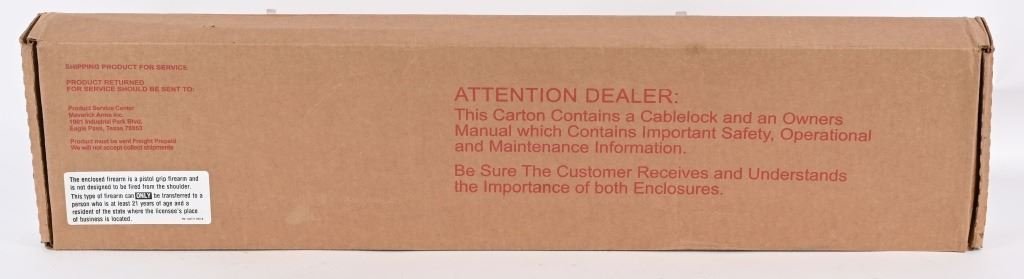 SHIPPING PRODUCT FOR SERVICE
PRODUCT RETURNED
FOR SERVICE SHOULD BE SENT TO:
Product Service Center
Maverick Arms Inc.
1001 Industrial Park Blvd.
Eagle Pass, Texas 78853
Product must be sent Freight Prepaid
We will not accept collect shipments
The enclosed firearm is a pistol grip firearm and
is not designed to be fired from the shoulder.
This type of firearm can ONLY be transferred to a
person who is at least 21 years of age and a
resident of the state where the licensee's place
of business is located.
ATTENTION DEALER:
This Carton Contains a Cablelock and an Owners
Manual which Contains Important Safety, Operational
and Maintenance Information.
Be Sure The Customer Receives and Understands
the Importance of both Enclosures.